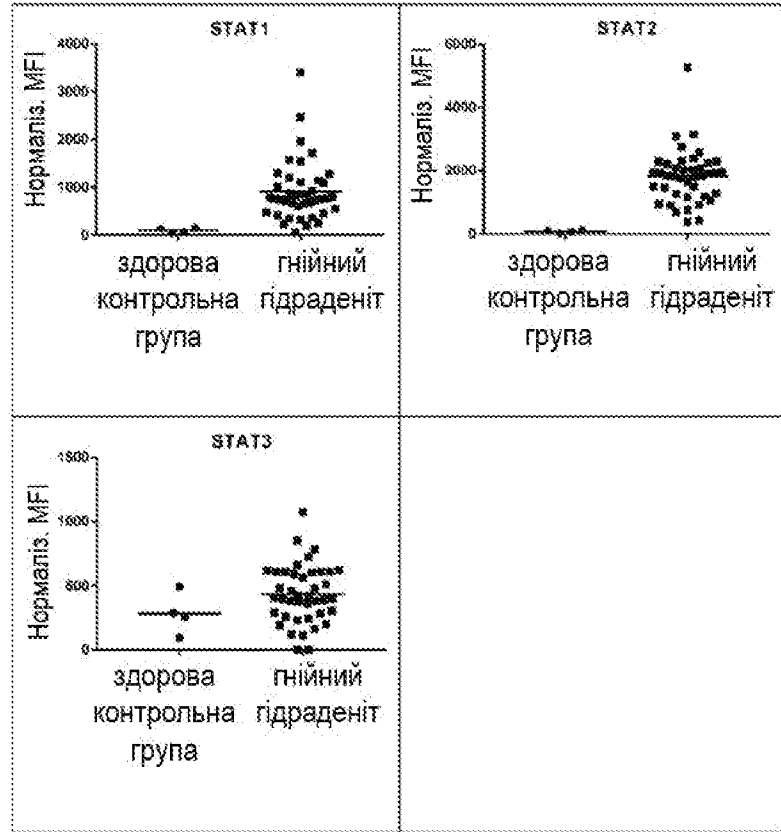 STAT1
Нормаліз. MFI
4000
3000
2000
1000
0
здорова
контрольна
група
гнійний
гідраденіт
STAT2
Нормаліз. MFI
6000
4000
2000
0
здорова
контрольна
група
гнійний
гідраденіт
STAT3
Нормаліз. MFI
1500
1000
500
0
здорова
контрольна
група
гнійний
гідраденіт